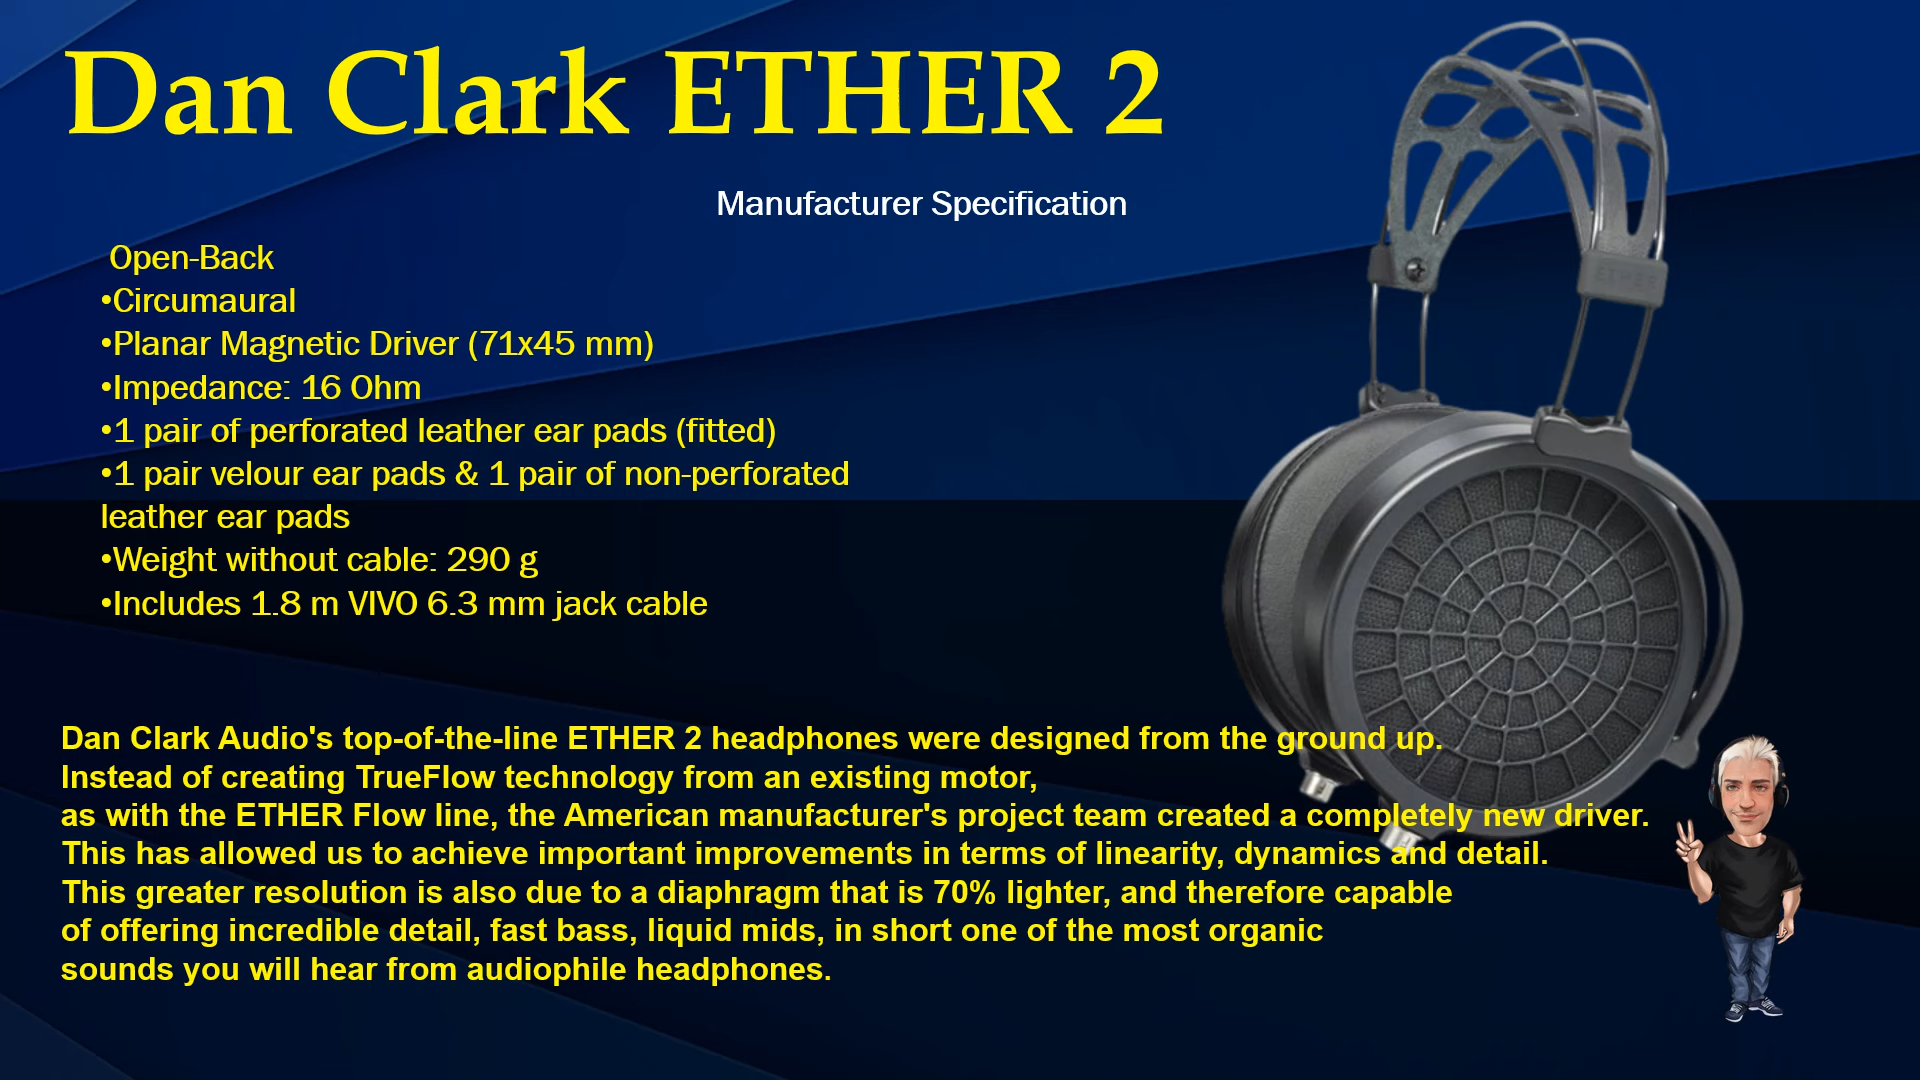 Dan Clark ETHER 2
Manufacturer Specification
Open-Back
•Circumaural
•Planar Magnetic Driver (71x45 mm)
•Impedance: 16 Ohm
•1 pair of perforated leather ear pads (fitted)
•1 pair velour ear pads & 1 pair of non-perforated
leather ear pads
•Weight without cable: 290 g
•Includes 1.8 m VIVO 6.3 mm jack cable
ETHER
Dan Clark Audio's top-of-the-line ETHER 2 headphones were designed from the ground up.
Instead of creating TrueFlow technology from an existing motor,
as with the ETHER Flow line, the American manufacturer's project team created a completely new driver.
This has allowed us to achieve important improvements in terms of linearity, dynamics and detail.
This greater resolution is also due to a diaphragm that is 70% lighter, and therefore capable
of offering incredible detail, fast bass, liquid mids, in short one of the most organic
sounds you will hear from audiophile headphones.